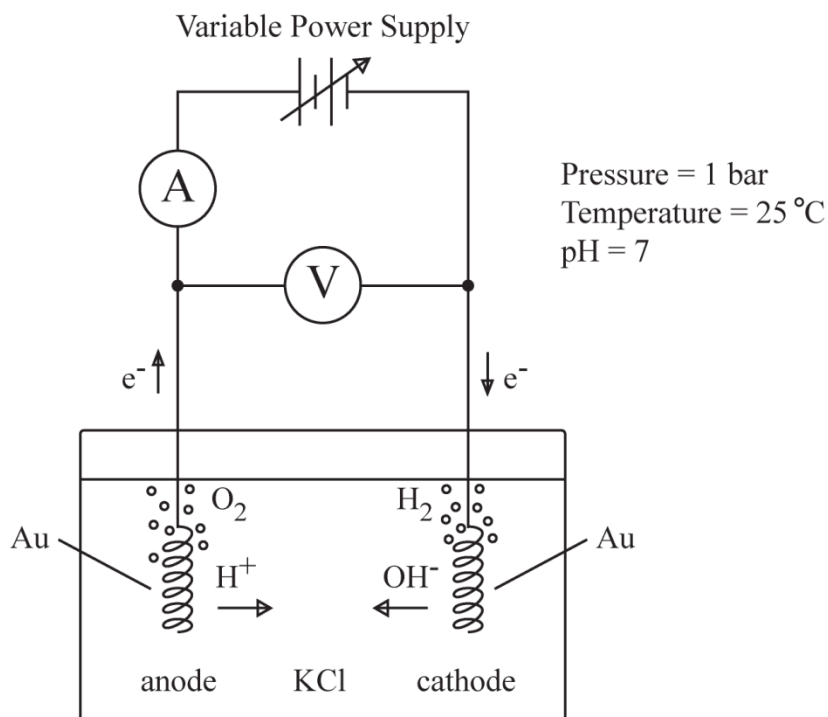 Variable Power Supply
A
Pressure = 1 bar
Temperature = 25 °C
pH = 7
V
e⁻
e⁻
O₂
H₂
Au
Au
H⁺
OH⁻
anode
KCl
cathode